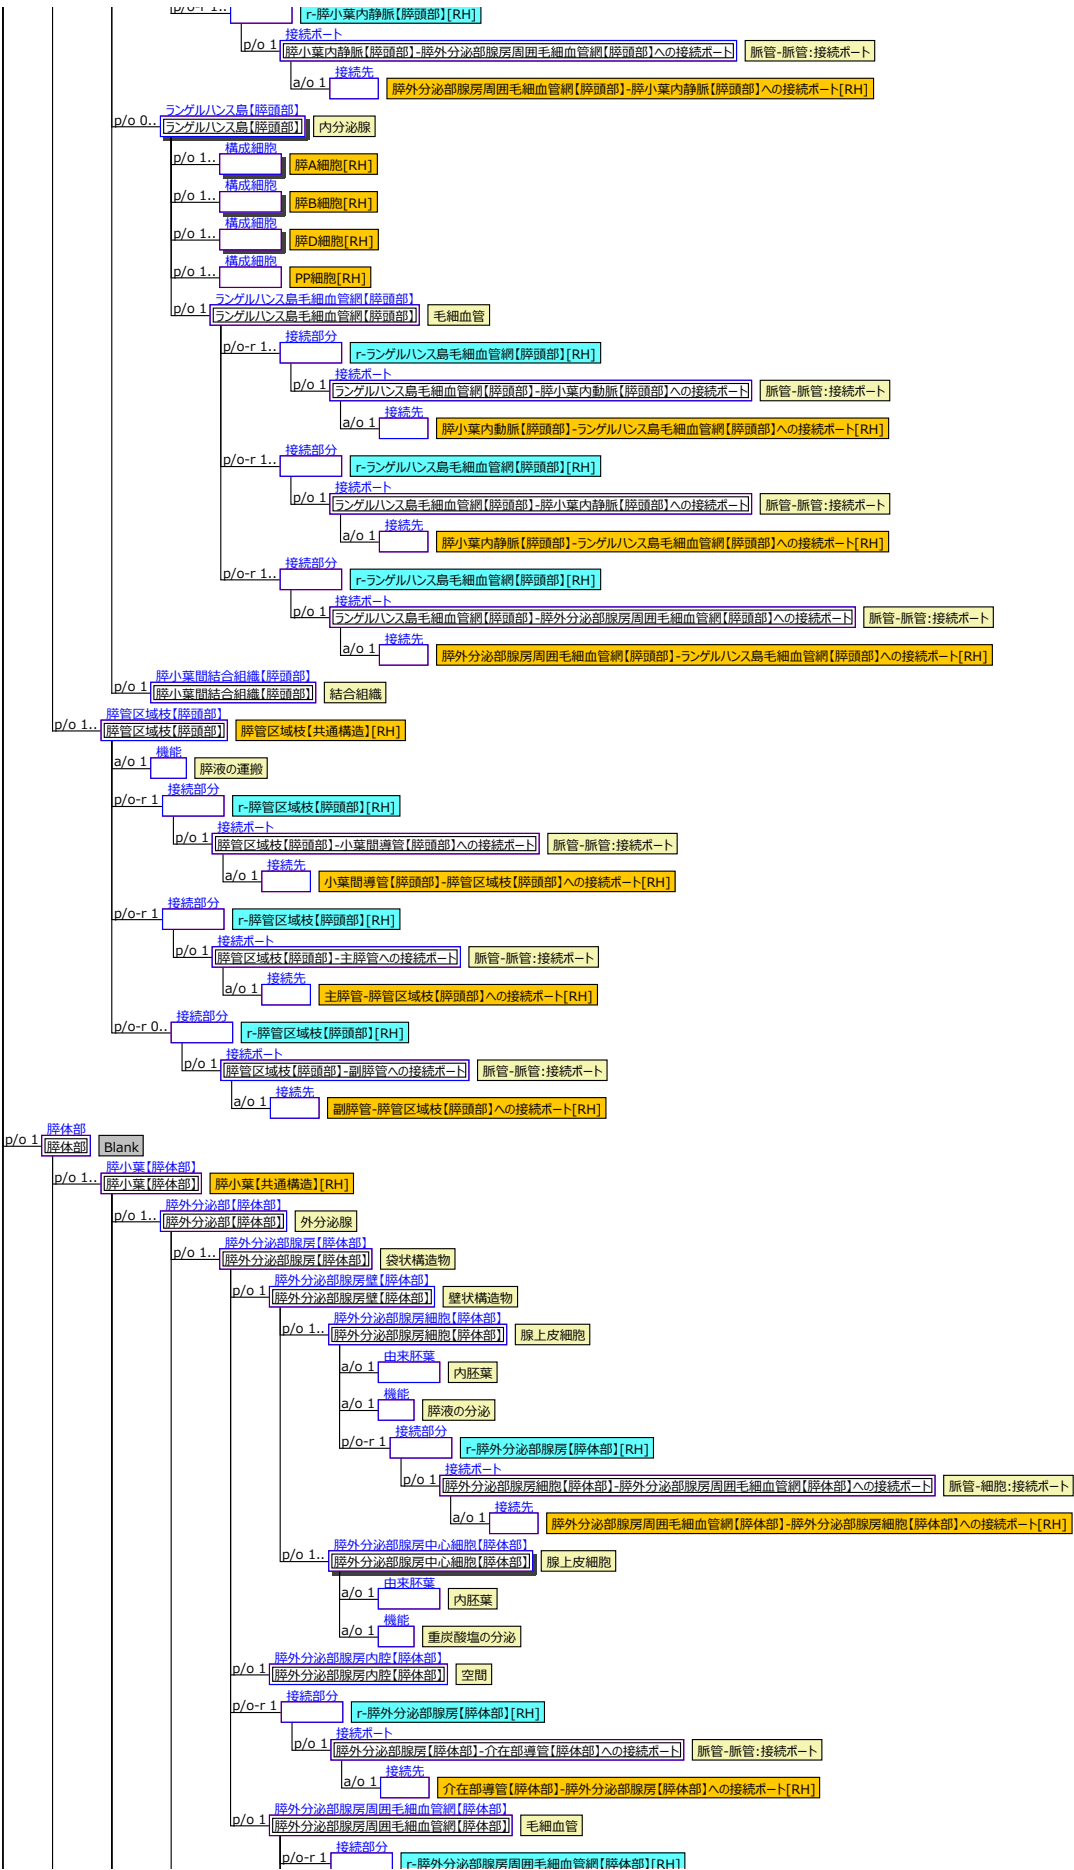 r-膵小葉内静脈【膵頭部】[RH]
接続ポート
p/o 1 膵小葉内静脈【膵頭部】-膵外分泌部腺房周囲毛細血管網【膵頭部】への接続ポート 脈管-脈管:接続ポート
接続先
a/o 1 膵外分泌部腺房周囲毛細血管網【膵頭部】-膵小葉内静脈【膵頭部】への接続ポート[RH]
ランゲルハンス島【膵頭部】
p/o 0.. ランゲルハンス島【膵頭部】 内分泌腺
構成細胞
p/o 1.. 膵A細胞[RH]
構成細胞
p/o 1.. 膵B細胞[RH]
構成細胞
p/o 1.. 膵D細胞[RH]
構成細胞
p/o 1.. PP細胞[RH]
ランゲルハンス島毛細血管網【膵頭部】
p/o 1 ランゲルハンス島毛細血管網【膵頭部】 毛細血管
接続部分
p/o-r 1.. r-ランゲルハンス島毛細血管網【膵頭部】[RH]
接続ポート
p/o 1 ランゲルハンス島毛細血管網【膵頭部】-膵小葉内動脈【膵頭部】への接続ポート 脈管-脈管:接続ポート
接続先
a/o 1 膵小葉内動脈【膵頭部】-ランゲルハンス島毛細血管網【膵頭部】への接続ポート[RH]
接続部分
p/o-r 1.. r-ランゲルハンス島毛細血管網【膵頭部】[RH]
接続ポート
p/o 1 ランゲルハンス島毛細血管網【膵頭部】-膵小葉内静脈【膵頭部】への接続ポート 脈管-脈管:接続ポート
接続先
a/o 1 膵小葉内静脈【膵頭部】-ランゲルハンス島毛細血管網【膵頭部】への接続ポート[RH]
接続部分
p/o-r 1.. r-ランゲルハンス島毛細血管網【膵頭部】[RH]
接続ポート
p/o 1 ランゲルハンス島毛細血管網【膵頭部】-膵外分泌部腺房周囲毛細血管網【膵頭部】への接続ポート 脈管-脈管:接続ポート
接続先
a/o 1 膵外分泌部腺房周囲毛細血管網【膵頭部】-ランゲルハンス島毛細血管網【膵頭部】への接続ポート[RH]
膵小葉間結合組織【膵頭部】
p/o 1 膵小葉間結合組織【膵頭部】 結合組織
膵管区域枝【膵頭部】
p/o 1.. 膵管区域枝【膵頭部】 膵管区域枝【共通構造】[RH]
機能
a/o 1 膵液の運搬
接続部分
p/o-r 1 r-膵管区域枝【膵頭部】[RH]
接続ポート
p/o 1 膵管区域枝【膵頭部】-小葉間導管【膵頭部】への接続ポート 脈管-脈管:接続ポート
接続先
a/o 1 小葉間導管【膵頭部】-膵管区域枝【膵頭部】への接続ポート[RH]
接続部分
p/o-r 1 r-膵管区域枝【膵頭部】[RH]
接続ポート
p/o 1 膵管区域枝【膵頭部】-主膵管への接続ポート 脈管-脈管:接続ポート
接続先
a/o 1 主膵管-膵管区域枝【膵頭部】への接続ポート[RH]
接続部分
p/o-r 0.. r-膵管区域枝【膵頭部】[RH]
接続ポート
p/o 1 膵管区域枝【膵頭部】-副膵管への接続ポート 脈管-脈管:接続ポート
接続先
a/o 1 副膵管-膵管区域枝【膵頭部】への接続ポート[RH]
膵体部
p/o 1 膵体部 Blank
膵小葉【膵体部】
p/o 1.. 膵小葉【膵体部】 膵小葉【共通構造】[RH]
膵外分泌部【膵体部】
p/o 1.. 膵外分泌部【膵体部】 外分泌腺
膵外分泌部腺房【膵体部】
p/o 1.. 膵外分泌部腺房【膵体部】 袋状構造物
膵外分泌部腺房壁【膵体部】
p/o 1 膵外分泌部腺房壁【膵体部】 壁状構造物
膵外分泌部腺房細胞【膵体部】
p/o 1.. 膵外分泌部腺房細胞【膵体部】 腺上皮細胞
由来胚葉
a/o 1 内胚葉
機能
a/o 1 膵液の分泌
接続部分
p/o-r 1 r-膵外分泌部腺房【膵体部】[RH]
接続ポート
p/o 1 膵外分泌部腺房細胞【膵体部】-膵外分泌部腺房周囲毛細血管網【膵体部】への接続ポート 脈管-細胞:接続ポート
接続先
a/o 1 膵外分泌部腺房周囲毛細血管網【膵体部】-膵外分泌部腺房細胞【膵体部】への接続ポート[RH]
膵外分泌部腺房中心細胞【膵体部】
p/o 1.. 膵外分泌部腺房中心細胞【膵体部】 腺上皮細胞
由来胚葉
a/o 1 内胚葉
機能
a/o 1 重炭酸塩の分泌
膵外分泌部腺房内腔【膵体部】
p/o 1 膵外分泌部腺房内腔【膵体部】 空間
接続部分
p/o-r 1 r-膵外分泌部腺房【膵体部】[RH]
接続ポート
p/o 1 膵外分泌部腺房【膵体部】-介在部導管【膵体部】への接続ポート 脈管-脈管:接続ポート
接続先
a/o 1 介在部導管【膵体部】-膵外分泌部腺房【膵体部】への接続ポート[RH]
膵外分泌部腺房周囲毛細血管網【膵体部】
p/o 1 膵外分泌部腺房周囲毛細血管網【膵体部】 毛細血管
接続部分
p/o-r 1 r-膵外分泌部腺房周囲毛細血管網【膵体部】[RH]